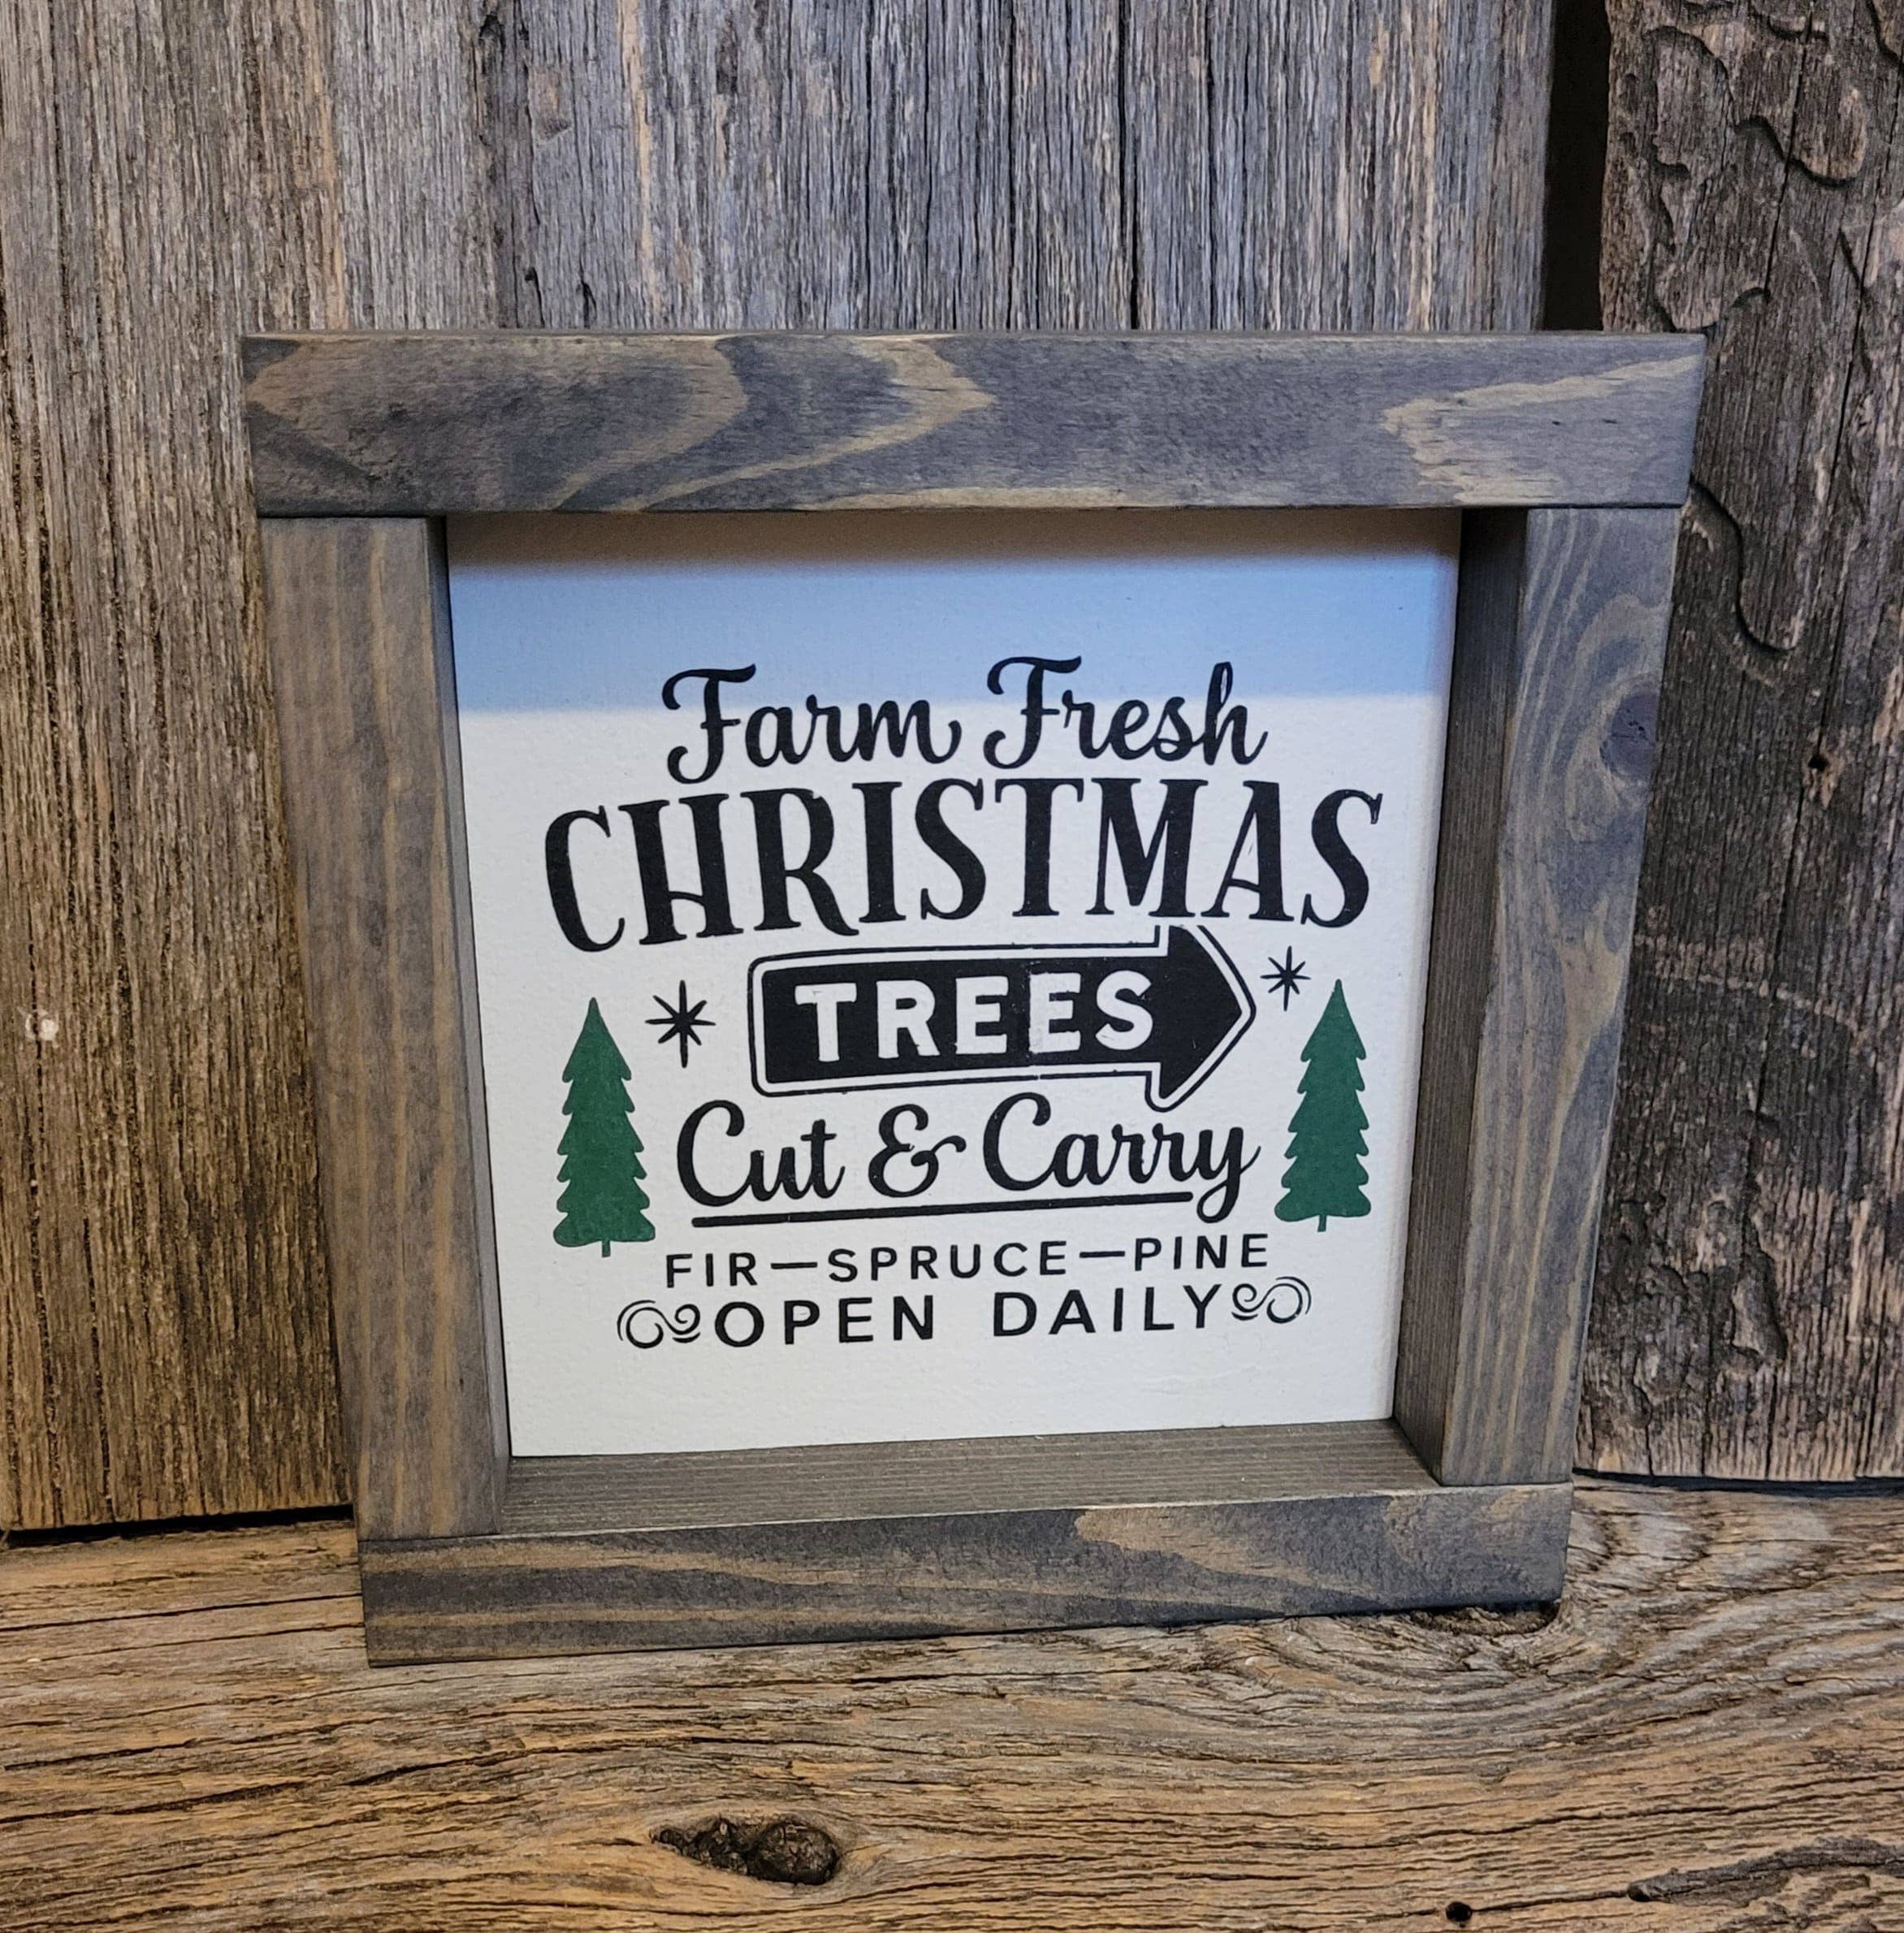 Farm Fresh
CHRISTMAS
TREES
Cut & Carry
FIR—SPRUCE—PINE
OPEN DAILY